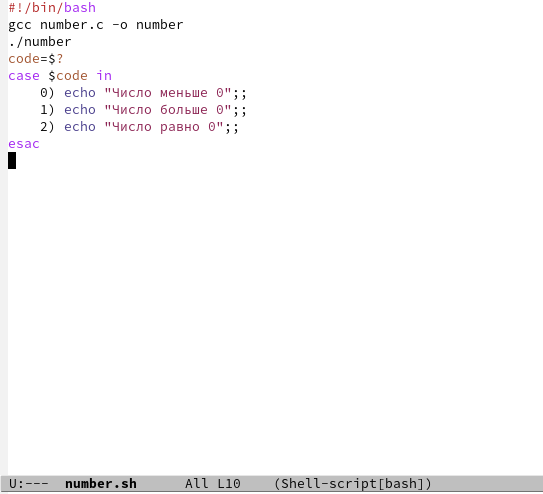 #!/bin/bash
gcc number.c -o number
./number
code=$?
case $code in
    0) echo "Число меньше 0";;
    1) echo "Число больше 0";;
    2) echo "Число равно 0";;
esac
U:---  number.sh      All L10    (Shell-script[bash])